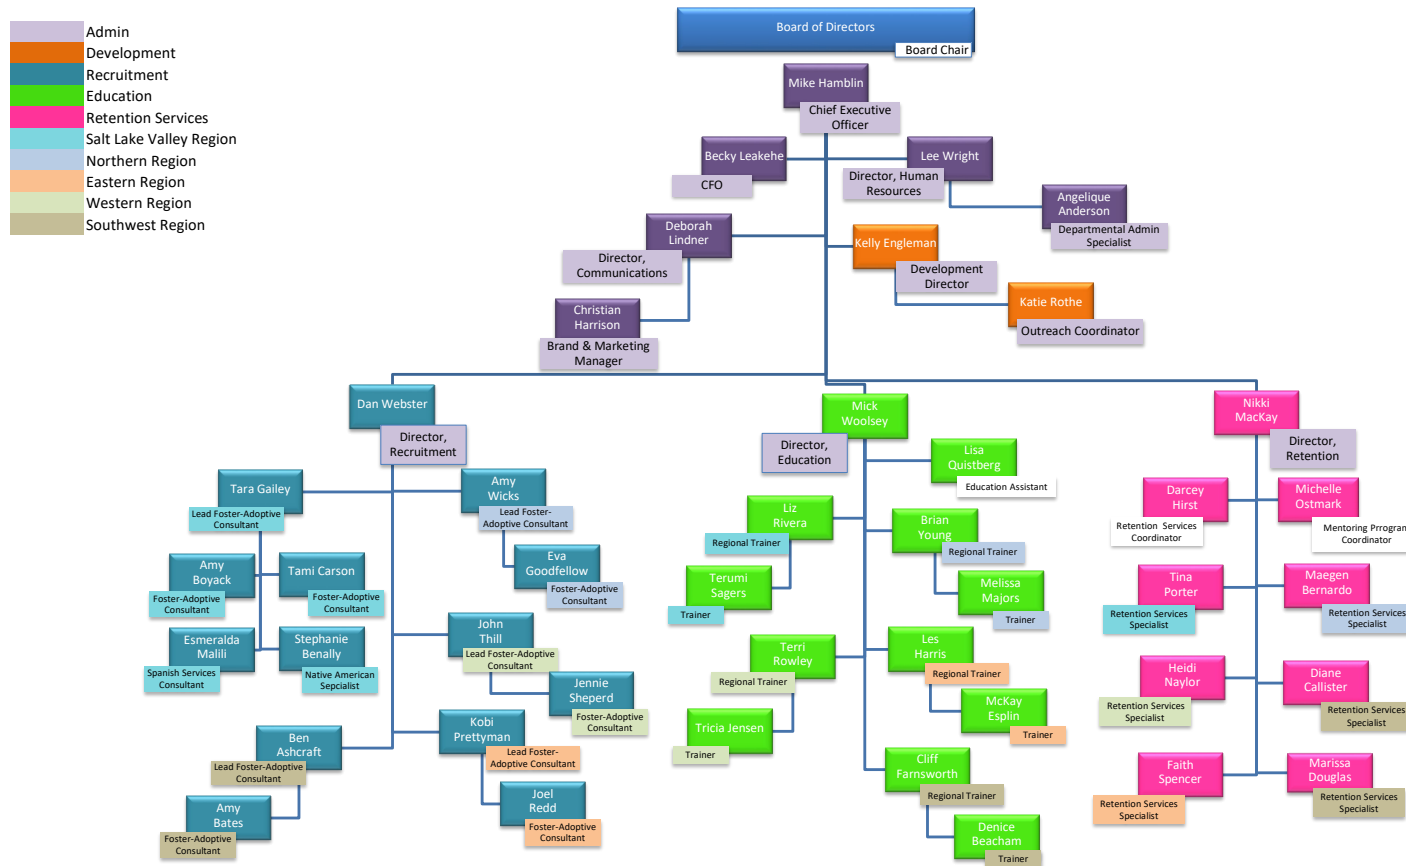 Admin
Development
Recruitment
Education
Retention Services
Salt Lake Valley Region
Northern Region
Eastern Region
Western Region
Southwest Region
Board of Directors
Board Chair
Mike Hamblin
Chief Executive
Officer
Becky Leakehe
CFO
Lee Wright
Director, Human
Resources
Angelique
Anderson
Departmental Admin
Specialist
Deborah
Lindner
Director,
Communications
Kelly Engleman
Development
Director
Christian
Harrison
Brand & Marketing
Manager
Katie Rothe
Outreach Coordinator
Dan Webster
Director,
Recruitment
Tara Gailey
Lead Foster-Adoptive
Consultant
Amy
Wicks
Lead Foster-
Adoptive Consultant
Amy
Boyack
Foster-Adoptive
Consultant
Tami Carson
Foster-Adoptive
Consultant
Eva
Goodfellow
Foster-Adoptive
Consultant
Esmeralda
Malili
Spanish Services
Consultant
Stephanie
Benally
Native American
Sepcialist
John
Thill
Lead Foster-Adoptive
Consultant
Jennie
Sheperd
Foster-Adoptive
Consultant
Ben
Ashcraft
Lead Foster-Adoptive
Consultant
Kobi
Prettyman
Lead Foster-
Adoptive Consultant
Amy
Bates
Foster-Adoptive
Consultant
Joel
Redd
Foster-Adoptive
Consultant
Mick
Woolsey
Director,
Education
Lisa
Quistberg
Education Assistant
Liz
Rivera
Regional Trainer
Brian
Young
Regional Trainer
Terumi
Sagers
Trainer
Melissa
Majors
Trainer
Terri
Rowley
Regional Trainer
Les
Harris
Regional Trainer
Tricia Jensen
Trainer
McKay
Esplin
Trainer
Cliff
Farnsworth
Regional Trainer
Denice
Beacham
Trainer
Nikki
MacKay
Director,
Retention
Darcey
Hirst
Retention Services
Coordinator
Michelle
Ostmark
Mentoring Program
Coordinator
Tina
Porter
Retention Services
Specialist
Maegen
Bernardo
Retention Services
Specialist
Heidi
Naylor
Retention Services
Specialist
Diane
Callister
Retention Services
Specialist
Faith
Spencer
Retention Services
Specialist
Marissa
Douglas
Retention Services
Specialist